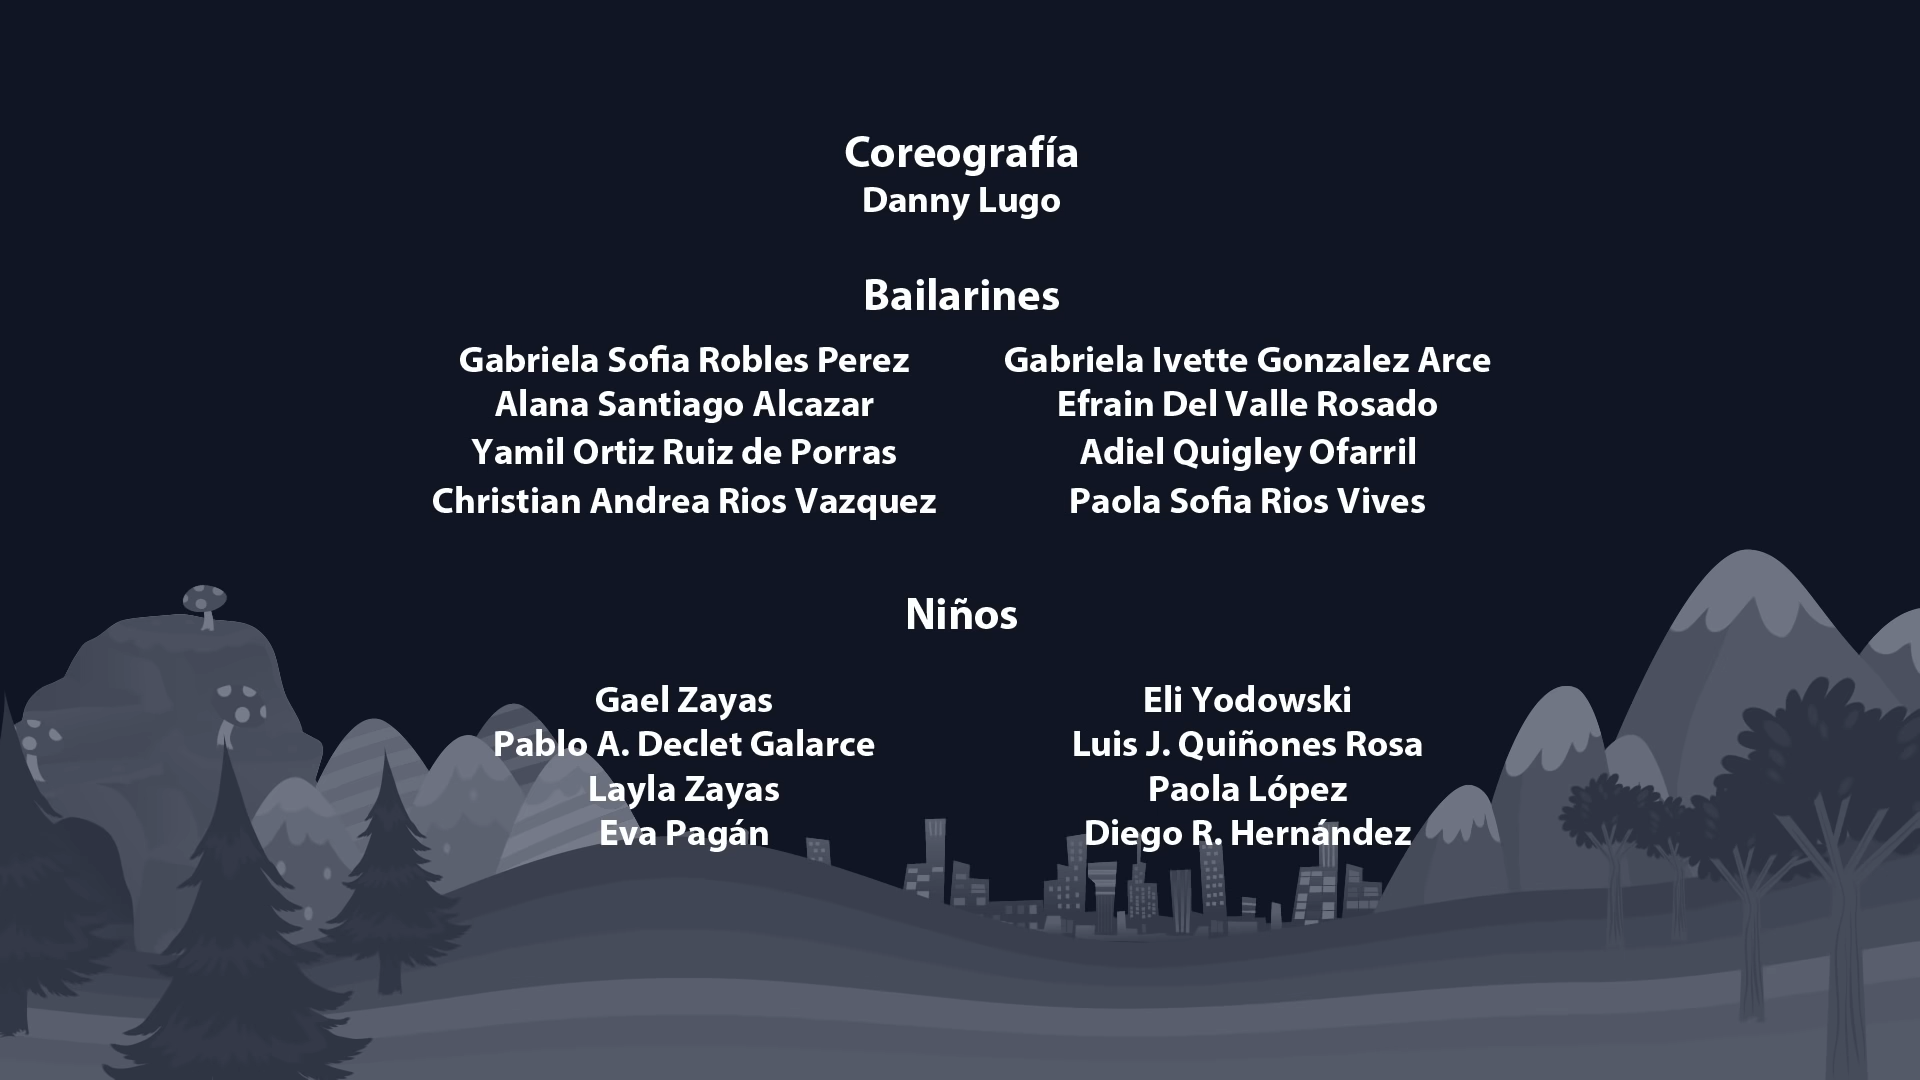 Coreografía
Danny Lugo
Bailarines
Gabriela Sofia Robles Perez
Alana Santiago Alcazar
Yamil Ortiz Ruiz de Porras
Christian Andrea Rios Vazquez
Gabriela Ivette Gonzalez Arce
Efrain Del Valle Rosado
Adiel Quigley Ofarril
Paola Sofia Rios Vives
Niños
Gael Zayas
Pablo A. Declet Galarce
Layla Zayas
Eva Pagán
Eli Yodowski
Luis J. Quiñones Rosa
Paola López
Diego R. Hernández